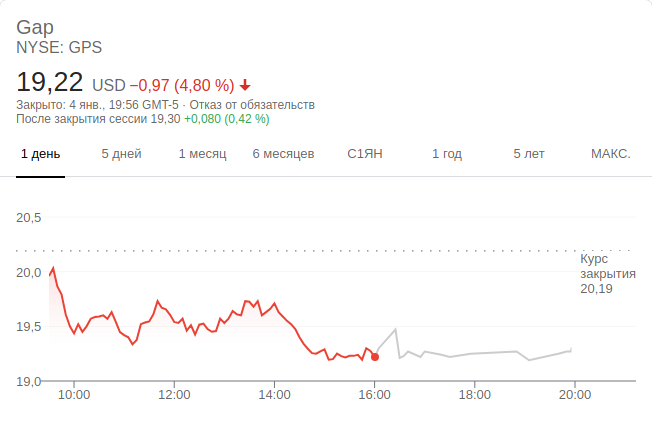 Gap
NYSE: GPS
19,22 USD −0,97 (4,80 %)
Закрыто: 4 янв., 19:56 GMT-5 · Отказ от обязательств
После закрытия сессии 19,30 +0,080 (0,42 %)
1 день 5 дней 1 месяц 6 месяцев С1ЯН 1 год 5 лет МАКС.
20,5
Курс
закрытия
20,19
20,0
19,5
19,0
10:00 12:00 14:00 16:00 18:00 20:00